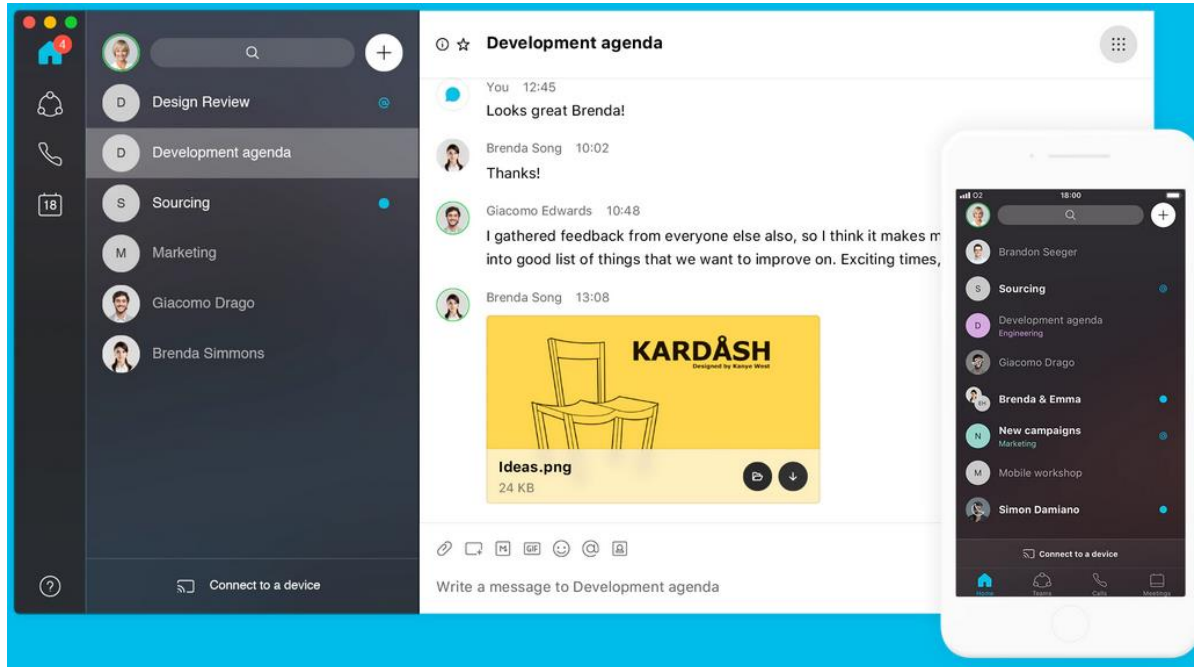 4
D
Design Review
@
D
Development agenda
18
S
Sourcing
M
Marketing
Giacomo Drago
Brenda Simmons
Connect to a device
?
Development agenda
You 12:45
Looks great Brenda!
Brenda Song 10:02
Thanks!
Giacomo Edwards 10:48
I gathered feedback from everyone else also, so I think it makes m
into good list of things that we want to improve on. Exciting times,
Brenda Song 13:08
KARDÅSH
Designed by Kanye West
Ideas.png
24 KB
M
GIF
@
Write a message to Development agenda
O2 18:00
Brandon Seeger
S
Sourcing
@
D
Development agenda
Engineering
Giacomo Drago
Brenda & Emma
N
New campaigns
@
Marketing
M
Mobile workshop
Simon Damiano
Connect to a device
Home Teams Calls Meetings